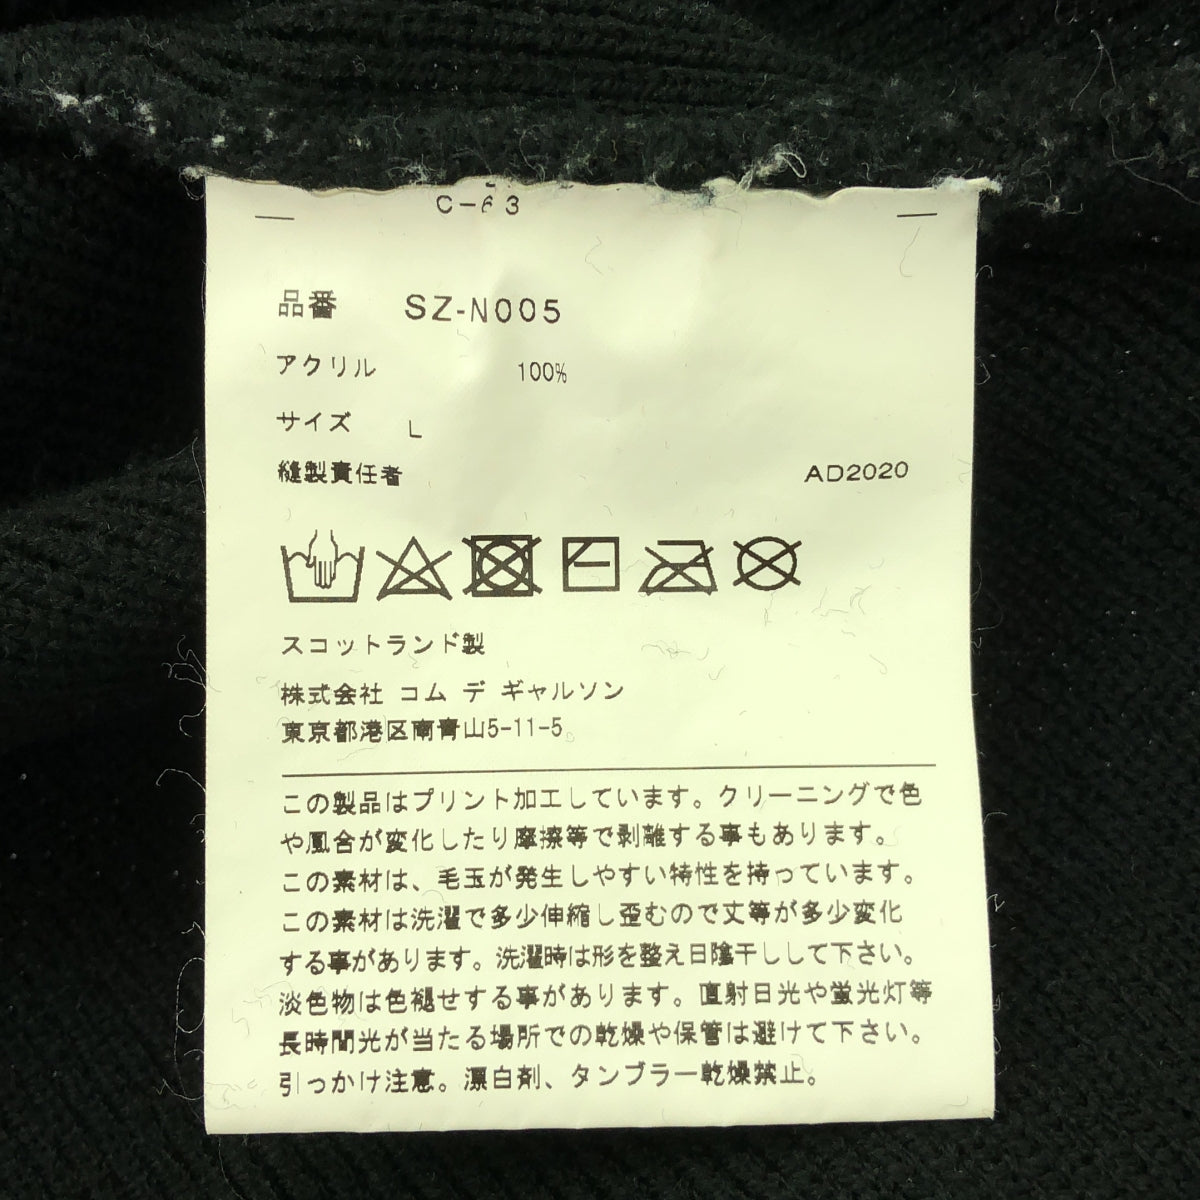 C-63
品番 SZ-N005
アクリル 100%
サイズ L
縫製責任者 AD2020
スコットランド製
株式会社 コム デ ギャルソン
東京都港区南青山5-11-5
この製品はプリント加工しています。クリーニングで色
や風合が変化したり摩擦等で剥離する事もあります。
この素材は、毛玉が発生しやすい特性を持っています。
この素材は洗濯で多少伸縮し歪むので丈等が多少変化
する事があります。洗濯時は形を整え日陰干しして下さい。
淡色物は色褪せする事があります。直射日光や蛍光灯等
長時間光が当たる場所での乾燥や保管は避けて下さい。
引っかけ注意。漂白剤、タンブラー乾燥禁止。